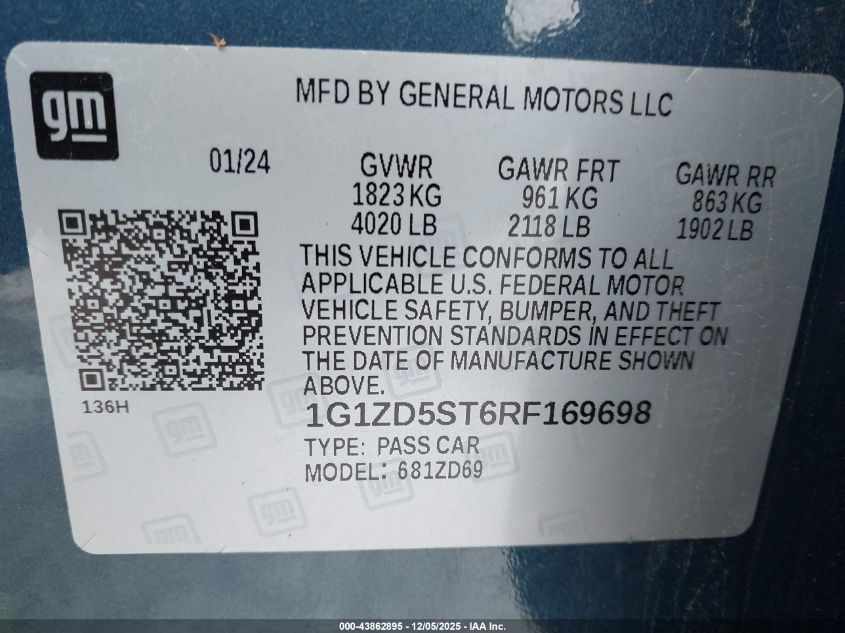 gm
MFD BY GENERAL MOTORS LLC
01/24
GVWR GAWR FRT GAWR RR
1823 KG 961 KG 863 KG
4020 LB 2118 LB 1902 LB
THIS VEHICLE CONFORMS TO ALL
APPLICABLE U.S. FEDERAL MOTOR
VEHICLE SAFETY, BUMPER, AND THEFT
PREVENTION STANDARDS IN EFFECT ON
THE DATE OF MANUFACTURE SHOWN
ABOVE.
136H
1G1ZD5ST6RF169698
TYPE: PASS CAR
MODEL: 681ZD69
000-43862895 - 12/05/2025 - IAA Inc.